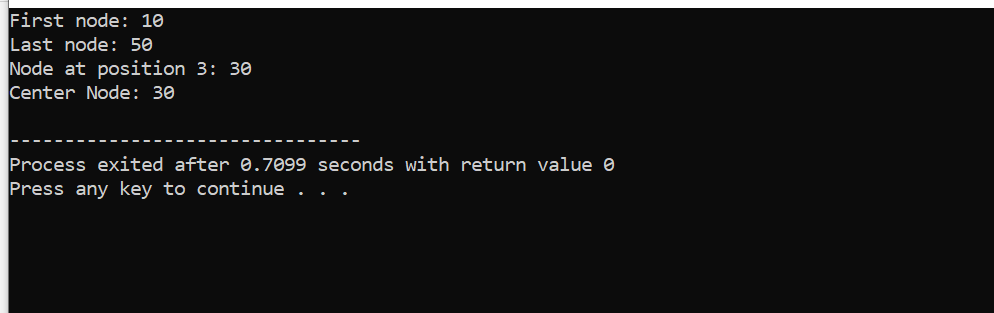 First node: 10
Last node: 50
Node at position 3: 30
Center Node: 30
--------------------------------
Process exited after 0.7099 seconds with return value 0
Press any key to continue . . .